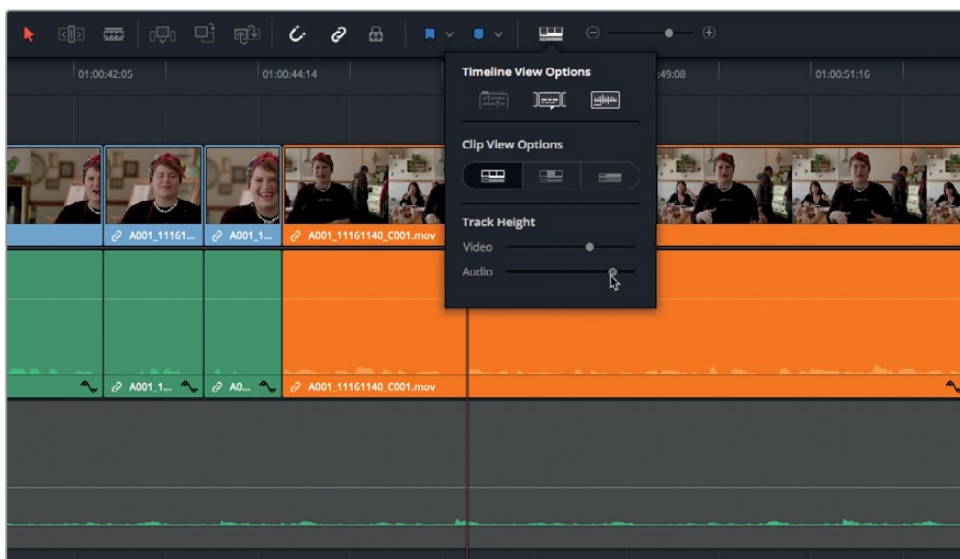 01:00:42:05
01:00:44:14
:49:08
01:00:51:16
Timeline View Options
Clip View Options
Track Height
Video
Audio
A001_11161...
A001_1...
A001_11161140_C001.mov
A001_1...
A0...
A001_11161140_C001.mov